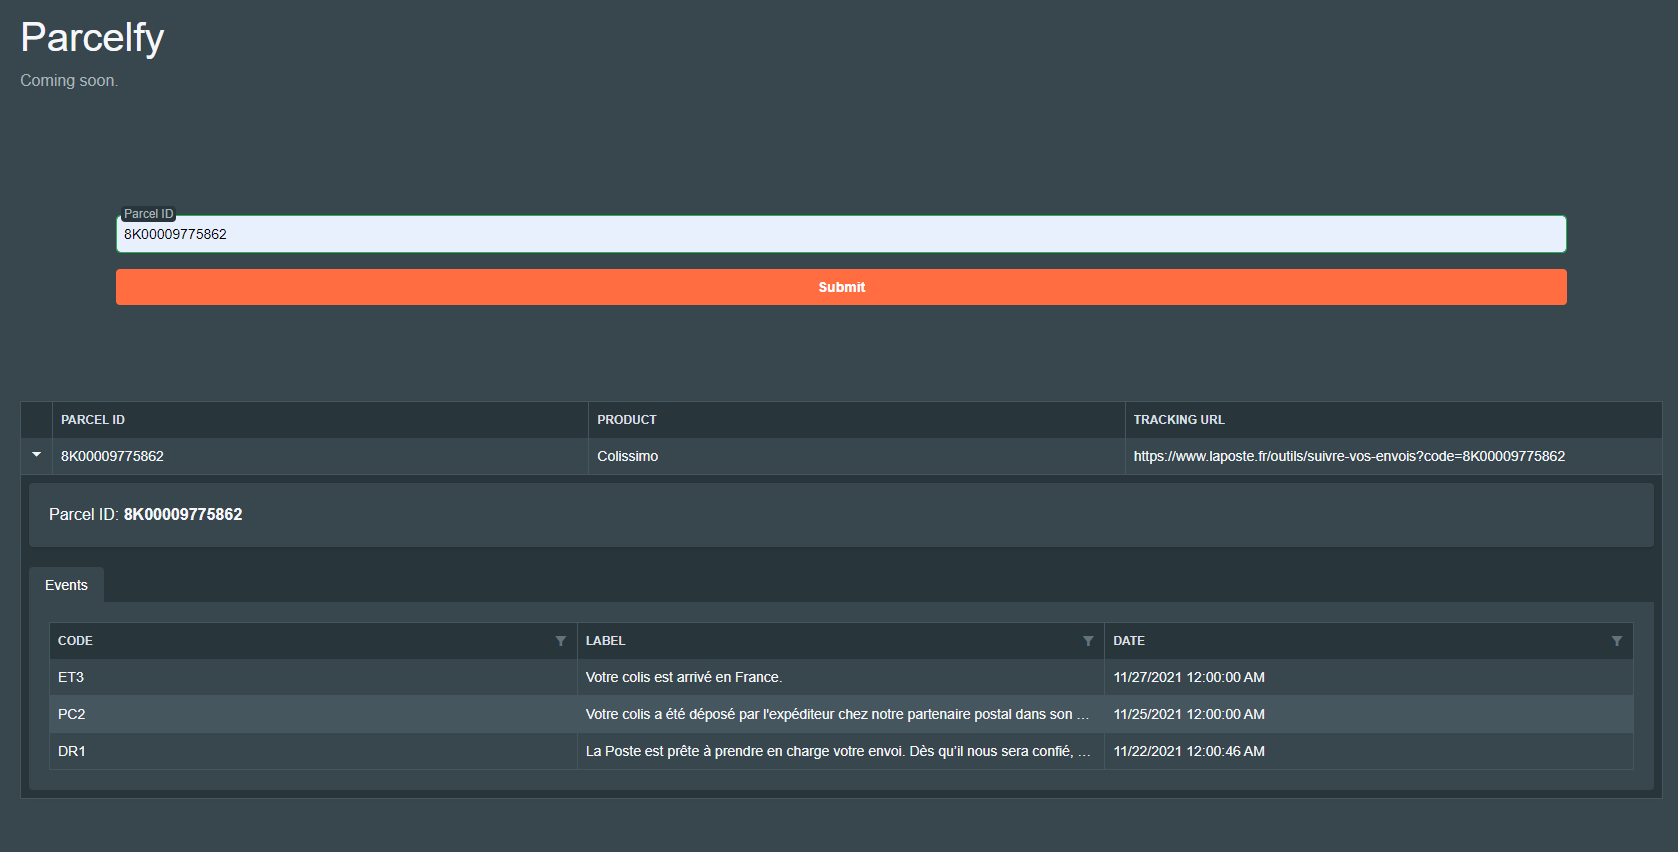 Parcelfy
Coming soon.
Parcel ID
8K00009775862
Submit
PARCEL ID PRODUCT TRACKING URL
8K00009775862 Colissimo https://www.laposte.fr/outils/suivre-vos-envois?code=8K00009775862
Parcel ID: 8K00009775862
Events
CODE LABEL DATE
ET3 Votre colis est arrivé en France. 11/27/2021 12:00:00 AM
PC2 Votre colis a été déposé par l'expéditeur chez notre partenaire postal dans son ... 11/25/2021 12:00:00 AM
DR1 La Poste est prête à prendre en charge votre envoi. Dès qu’il nous sera confié, ... 11/22/2021 12:00:46 AM